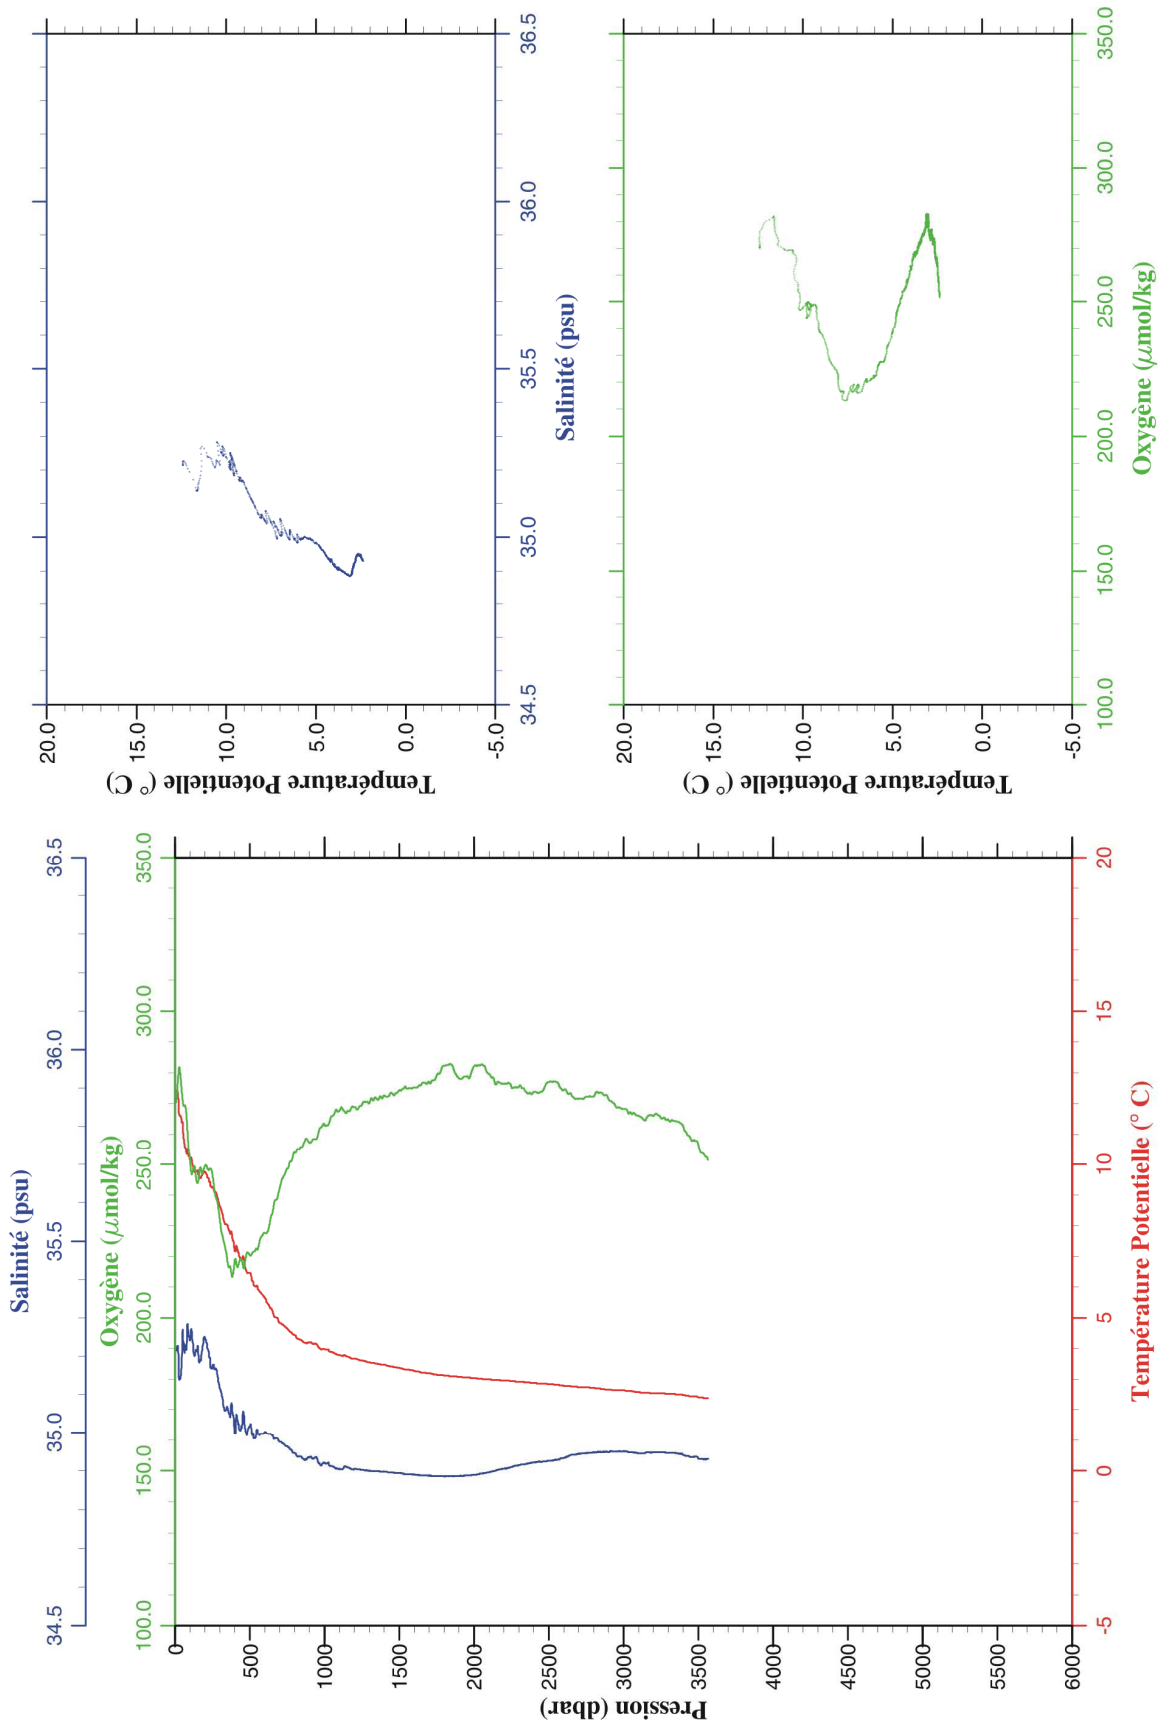 Salinité (psu)
34.5 35.0 35.5 36.0 36.5
Oxygène (μmol/kg)
100.0 150.0 200.0 250.0 300.0 350.0
Pression (dbar)
0
500
1000
1500
2000
2500
3000
3500
4000
4500
5000
5500
6000
-5 0 5 10 15 20
Température Potentielle (° C)
Température Potentielle (° C)
20.0
15.0
10.0
5.0
0.0
-5.0
34.5 35.0 35.5 36.0 36.5
Salinité (psu)
Température Potentielle (° C)
20.0
15.0
10.0
5.0
0.0
-5.0
100.0 150.0 200.0 250.0 300.0 350.0
Oxygène (μmol/kg)